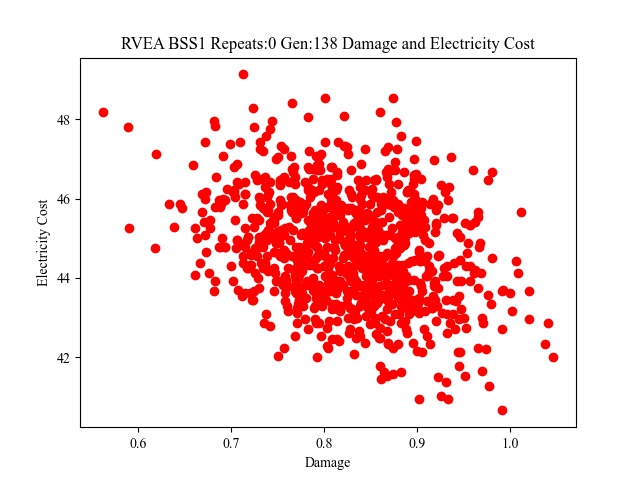 RVEA BSS1 Repeats:0 Gen:138 Damage and Electricity Cost
48
46
44
42
Electricity Cost
0.6 0.7 0.8 0.9 1.0
Damage